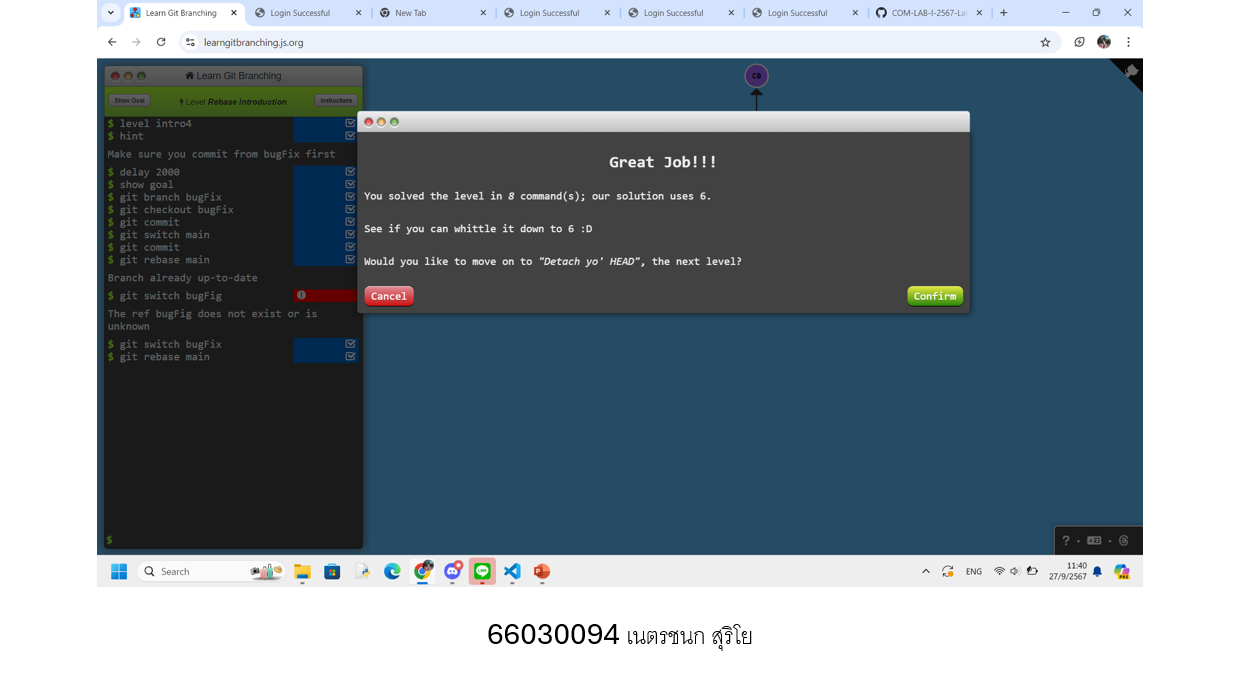 Learn Git Branching
Login Successful
New Tab
Login Successful
Login Successful
Login Successful
COM-LAB-I-2567-La
learngitbranching.js.org
Learn Git Branching
Show Goal
Level Rebase Introduction
Instructions
$ level intro4
$ hint
Make sure you commit from bugFix first
$ delay 2000
$ show goal
$ git branch bugFix
$ git checkout bugFix
$ git commit
$ git switch main
$ git commit
$ git rebase main
Branch already up-to-date
$ git switch bugFig
The ref bugFig does not exist or is
unknown
$ git switch bugFix
$ git rebase main
$
C0
Great Job!!!
You solved the level in 8 command(s); our solution uses 6.
See if you can whittle it down to 6 :D
Would you like to move on to "Detach yo' HEAD", the next level?
Cancel
Confirm
?
Search
ENG
11:40
27/9/2567
PRE
66030094 เนตรชนก สุริโย